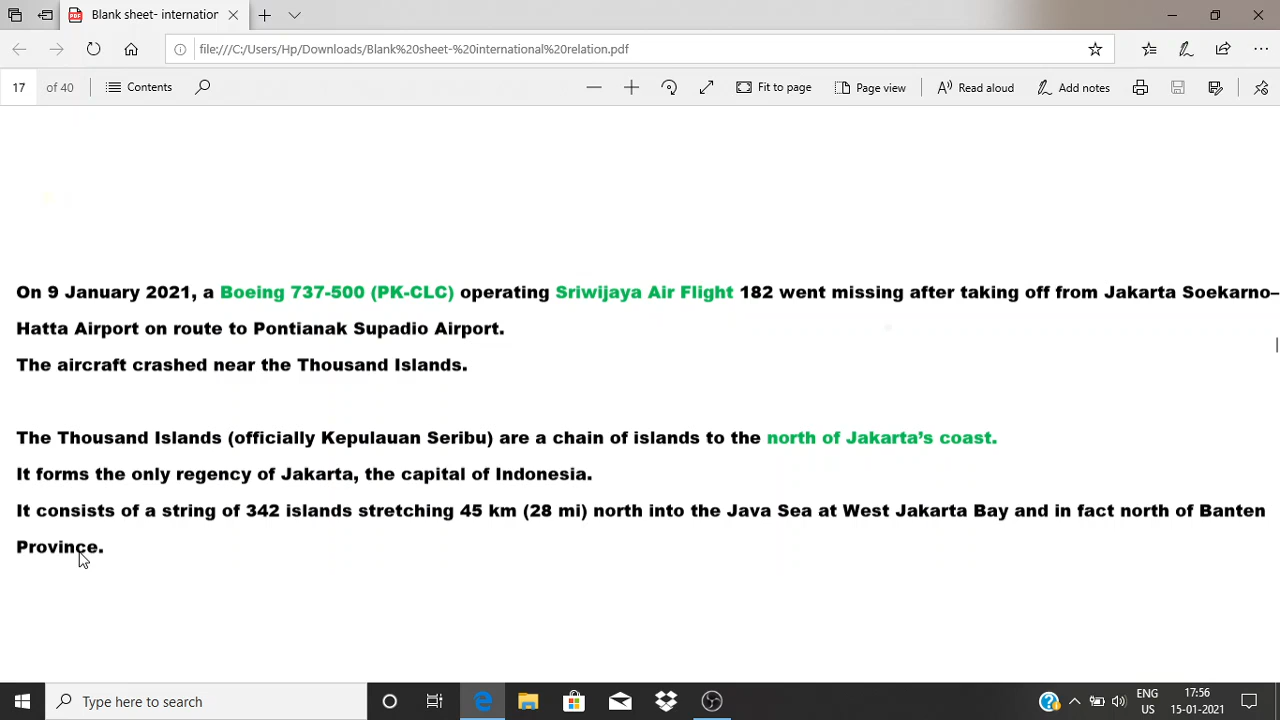 Blank sheet- internation
file:///C:/Users/Hp/Downloads/Blank%20sheet-%20international%20relation.pdf
17 of 40 Contents Fit to page Page view Read aloud Add notes
On 9 January 2021, a Boeing 737-500 (PK-CLC) operating Sriwijaya Air Flight 182 went missing after taking off from Jakarta Soekarno–
Hatta Airport on route to Pontianak Supadio Airport.
The aircraft crashed near the Thousand Islands.
The Thousand Islands (officially Kepulauan Seribu) are a chain of islands to the north of Jakarta’s coast.
It forms the only regency of Jakarta, the capital of Indonesia.
It consists of a string of 342 islands stretching 45 km (28 mi) north into the Java Sea at West Jakarta Bay and in fact north of Banten
Province.
Type here to search
ENG
US
17:56
15-01-2021